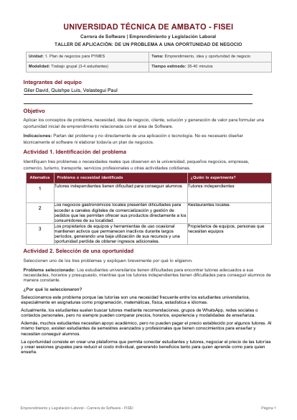 UNIVERSIDAD TÉCNICA DE AMBATO - FISEI
Carrera de Software | Emprendimiento y Legislación Laboral
TALLER DE APLICACIÓN: DE UN PROBLEMA A UNA OPORTUNIDAD DE NEGOCIO
Unidad: 1. Plan de negocios para PYMES
Tema: Emprendimiento, idea y oportunidad de negocio
Modalidad: Trabajo grupal (3-4 estudiantes)
Tiempo estimado: 35-40 minutos
Integrantes del equipo
Giler David, Quishpe Luis, Velastegui Paul
Objetivo
Aplicar los conceptos de problema, necesidad, idea de negocio, cliente, solución y generación de valor para formular una
oportunidad inicial de emprendimiento relacionada con el área de Software.
Indicaciones: Partan del problema y no directamente de una aplicación o tecnología. No es necesario diseñar
técnicamente el software ni elaborar todavía un plan de negocios.
Actividad 1. Identificación del problema
Identifiquen tres problemas o necesidades reales que observen en la universidad, pequeños negocios, empresas,
comercio, turismo, transporte, servicios profesionales u otras actividades cotidianas.
Alternativa
Problema o necesidad identificada
¿Quién lo experimenta?
1
Tutores independientes tienen dificultad para conseguir alumnos
Tutores independientes
2
Los negocios gastronómicos locales presentan dificultades para
acceder a canales digitales de comercialización y gestión de
pedidos que les permitan ofrecer sus productos directamente a los
consumidores de su localidad.
Restaurantes locales
3
Los propietarios de equipos y herramientas de uso ocasional
mantienen activos que permanecen inactivos durante largos
periodos, generando una baja utilización de sus recursos y una
oportunidad perdida de obtener ingresos adicionales.
Propietarios de equipos, personas que
necesitan equipos
Actividad 2. Selección de una oportunidad
Seleccionen uno de los tres problemas y expliquen brevemente por qué lo eligieron.
Problema seleccionado: Los estudiantes universitarios tienen dificultades para encontrar tutores adecuados a sus
necesidades, horarios y presupuesto, mientras que los tutores independientes tienen dificultades para conseguir alumnos de
manera constante.
¿Por qué lo seleccionaron?
Seleccionamos este problema porque las tutorías son una necesidad frecuente entre los estudiantes universitarios,
especialmente en asignaturas como programación, matemáticas, física, estadística e idiomas.
Actualmente, los estudiantes suelen buscar tutores mediante recomendaciones, grupos de WhatsApp, redes sociales o
contactos personales, pero no siempre pueden comparar precios, horarios, experiencia y modalidades de enseñanza.
Además, muchos estudiantes necesitan apoyo académico, pero no pueden pagar el precio establecido por algunos tutores. Al
mismo tiempo, existen estudiantes de semestres avanzados y profesionales que tienen conocimientos para enseñar y
necesitan conseguir alumnos.
La oportunidad consiste en crear una plataforma que permita conectar estudiantes y tutores, negociar el precio de las tutorías
y crear sesiones grupales para reducir el costo individual, generando beneficios tanto para quien aprende como para quien
enseña.
Emprendimiento y Legislación Laboral - Carrera de Software - FISEI
Página 1